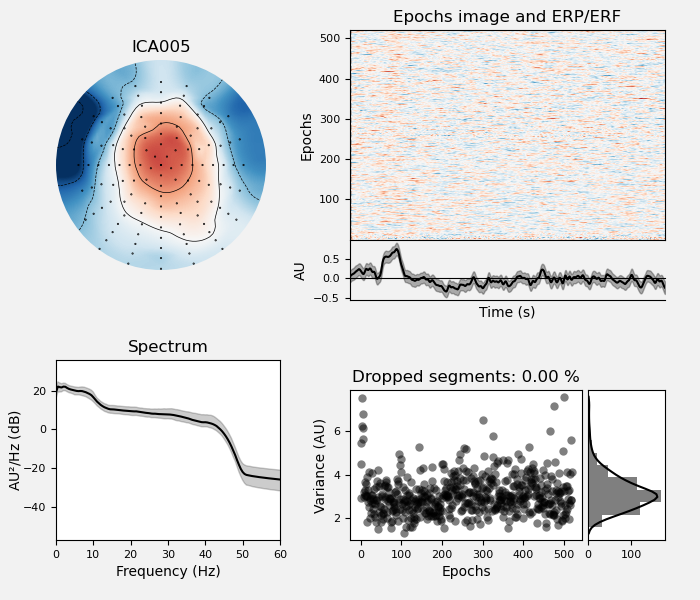 ICA005
Epochs image and ERP/ERF
Epochs
500
400
300
200
100
AU
0.5
0.0
−0.5
Time (s)
Spectrum
AU²/Hz (dB)
20
0
−20
−40
0 10 20 30 40 50 60
Frequency (Hz)
Dropped segments: 0.00 %
Variance (AU)
6
4
2
0 100 200 300 400 500
Epochs
0 100